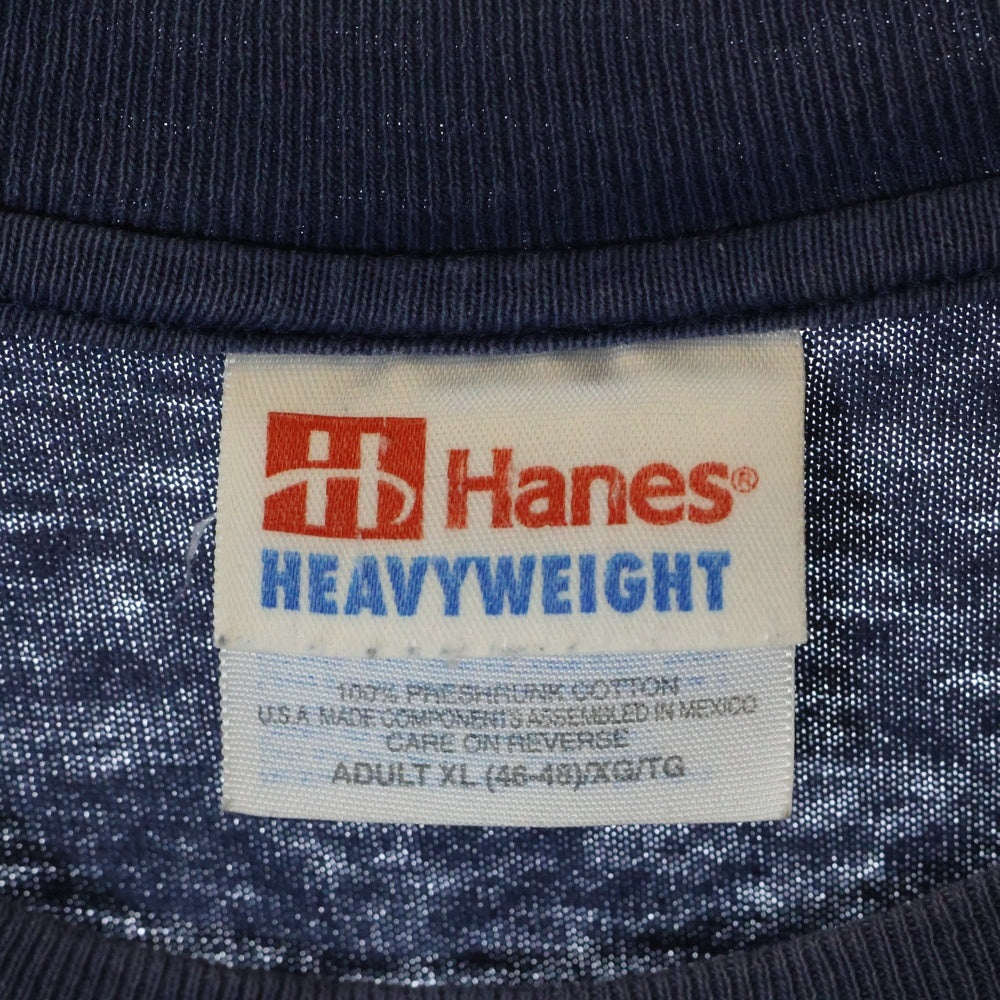 H Hanes®
HEAVYWEIGHT
100% PRESHRUNK COTTON
U.S.A. MADE COMPONENTS ASSEMBLED IN MEXICO
CARE ON REVERSE
ADULT XL (46-48)/XG/TG